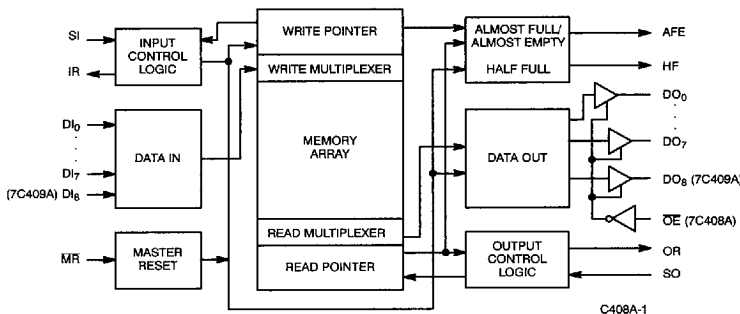 SI
IR
INPUT
CONTROL
LOGIC
DI0
DI7
(7C409A) DI8
DATA IN
MR
MASTER
RESET
WRITE POINTER
WRITE MULTIPLEXER
MEMORY
ARRAY
READ MULTIPLEXER
READ POINTER
ALMOST FULL/
ALMOST EMPTY
HALF FULL
DATA OUT
OUTPUT
CONTROL
LOGIC
AFE
HF
DO0
DO7
DO8 (7C409A)
OE (7C408A)
OR
SO
C408A-1